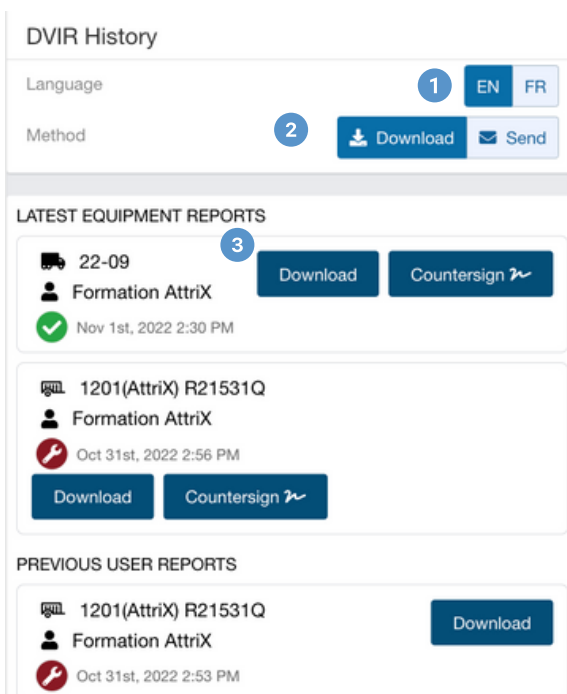 DVIR History
Language 1 EN FR
Method 2 Download Send
LATEST EQUIPMENT REPORTS
3
22-09 Download Countersign
Formation AttriX
Nov 1st, 2022 2:30 PM
1201(AttriX) R21531Q
Formation AttriX
Oct 31st, 2022 2:56 PM
Download Countersign
PREVIOUS USER REPORTS
1201(AttriX) R21531Q Download
Formation AttriX
Oct 31st, 2022 2:53 PM